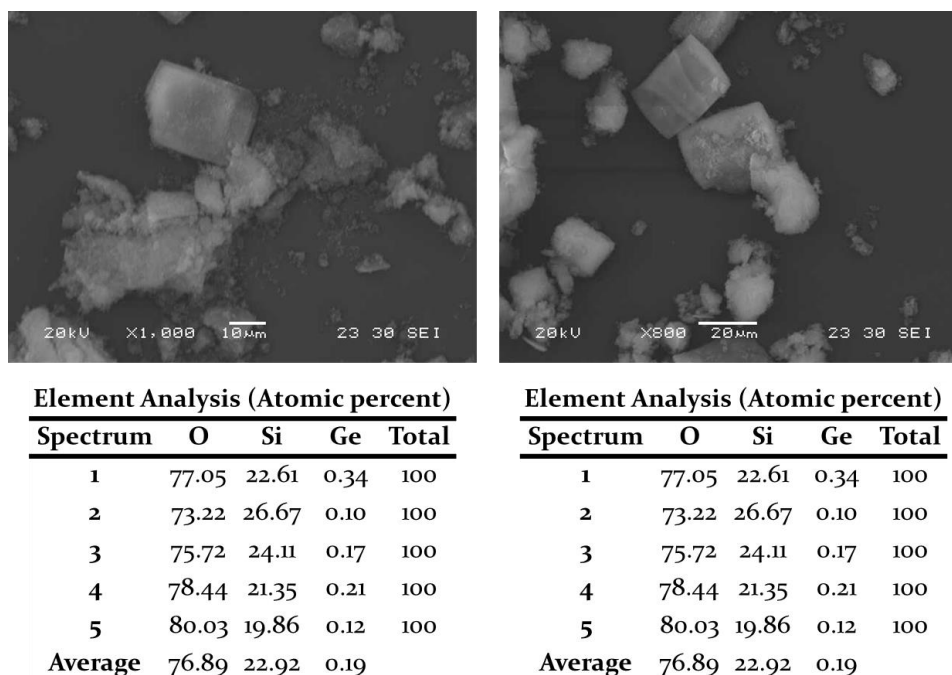 20kV X1,000 10µm 23 30 SEI
20kV X800 20µm 23 30 SEI
Element Analysis (Atomic percent)
Spectrum O Si Ge Total
1 77.05 22.61 0.34 100
2 73.22 26.67 0.10 100
3 75.72 24.11 0.17 100
4 78.44 21.35 0.21 100
5 80.03 19.86 0.12 100
Average 76.89 22.92 0.19
Element Analysis (Atomic percent)
Spectrum O Si Ge Total
1 77.05 22.61 0.34 100
2 73.22 26.67 0.10 100
3 75.72 24.11 0.17 100
4 78.44 21.35 0.21 100
5 80.03 19.86 0.12 100
Average 76.89 22.92 0.19